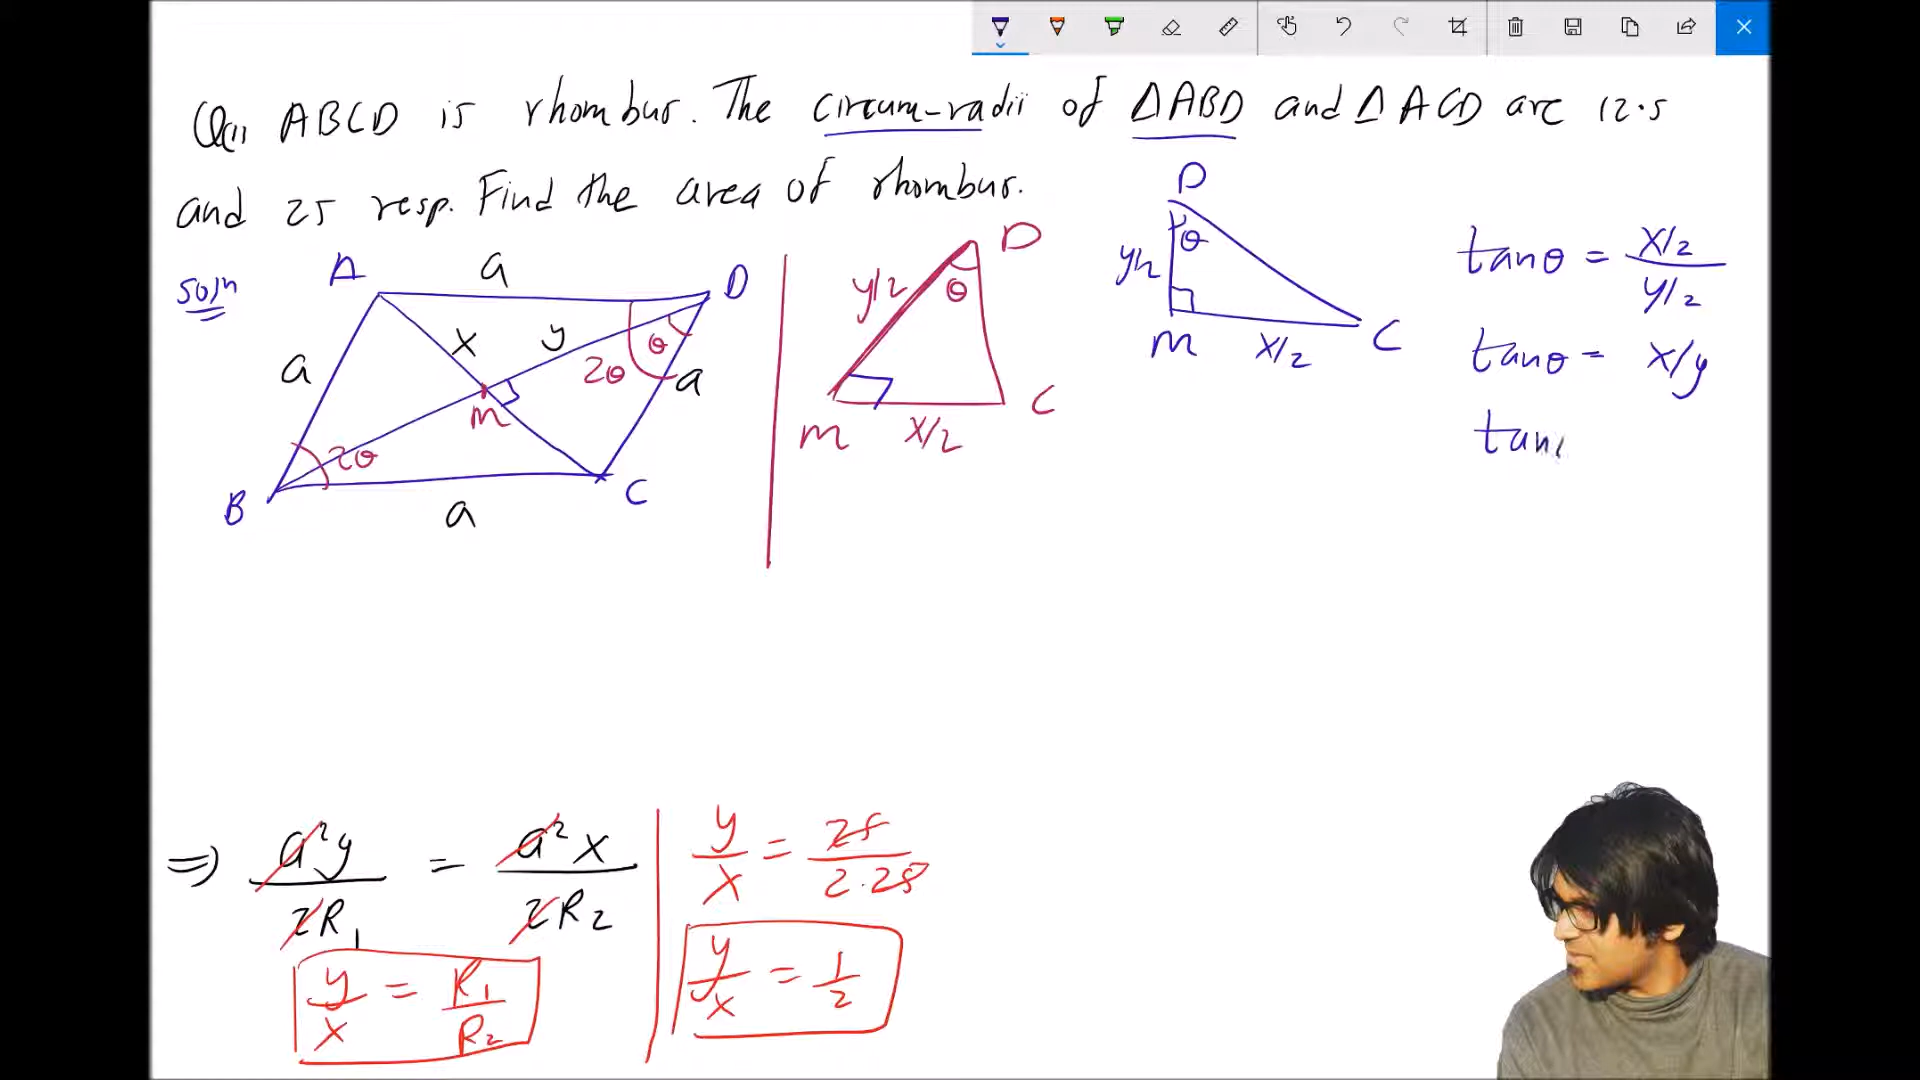 Qn ABCD is rhombus. The circum-radii of ΔABD and ΔACD are 12.5
and 25 resp. Find the area of rhombus.
Soln
A a D
a x y θ 2θ a
m
2θ
B a C
D
y/2 θ
m x/2 C
D
y/2 θ
m x/2 C
tanθ = x/2 / y/2
tanθ = x/y
tan
⇒ a²y / 2R₁ = a²x / 2R₂
y/x = R₁/R₂
y/x = 25 / 2.25
y/x = 1/2